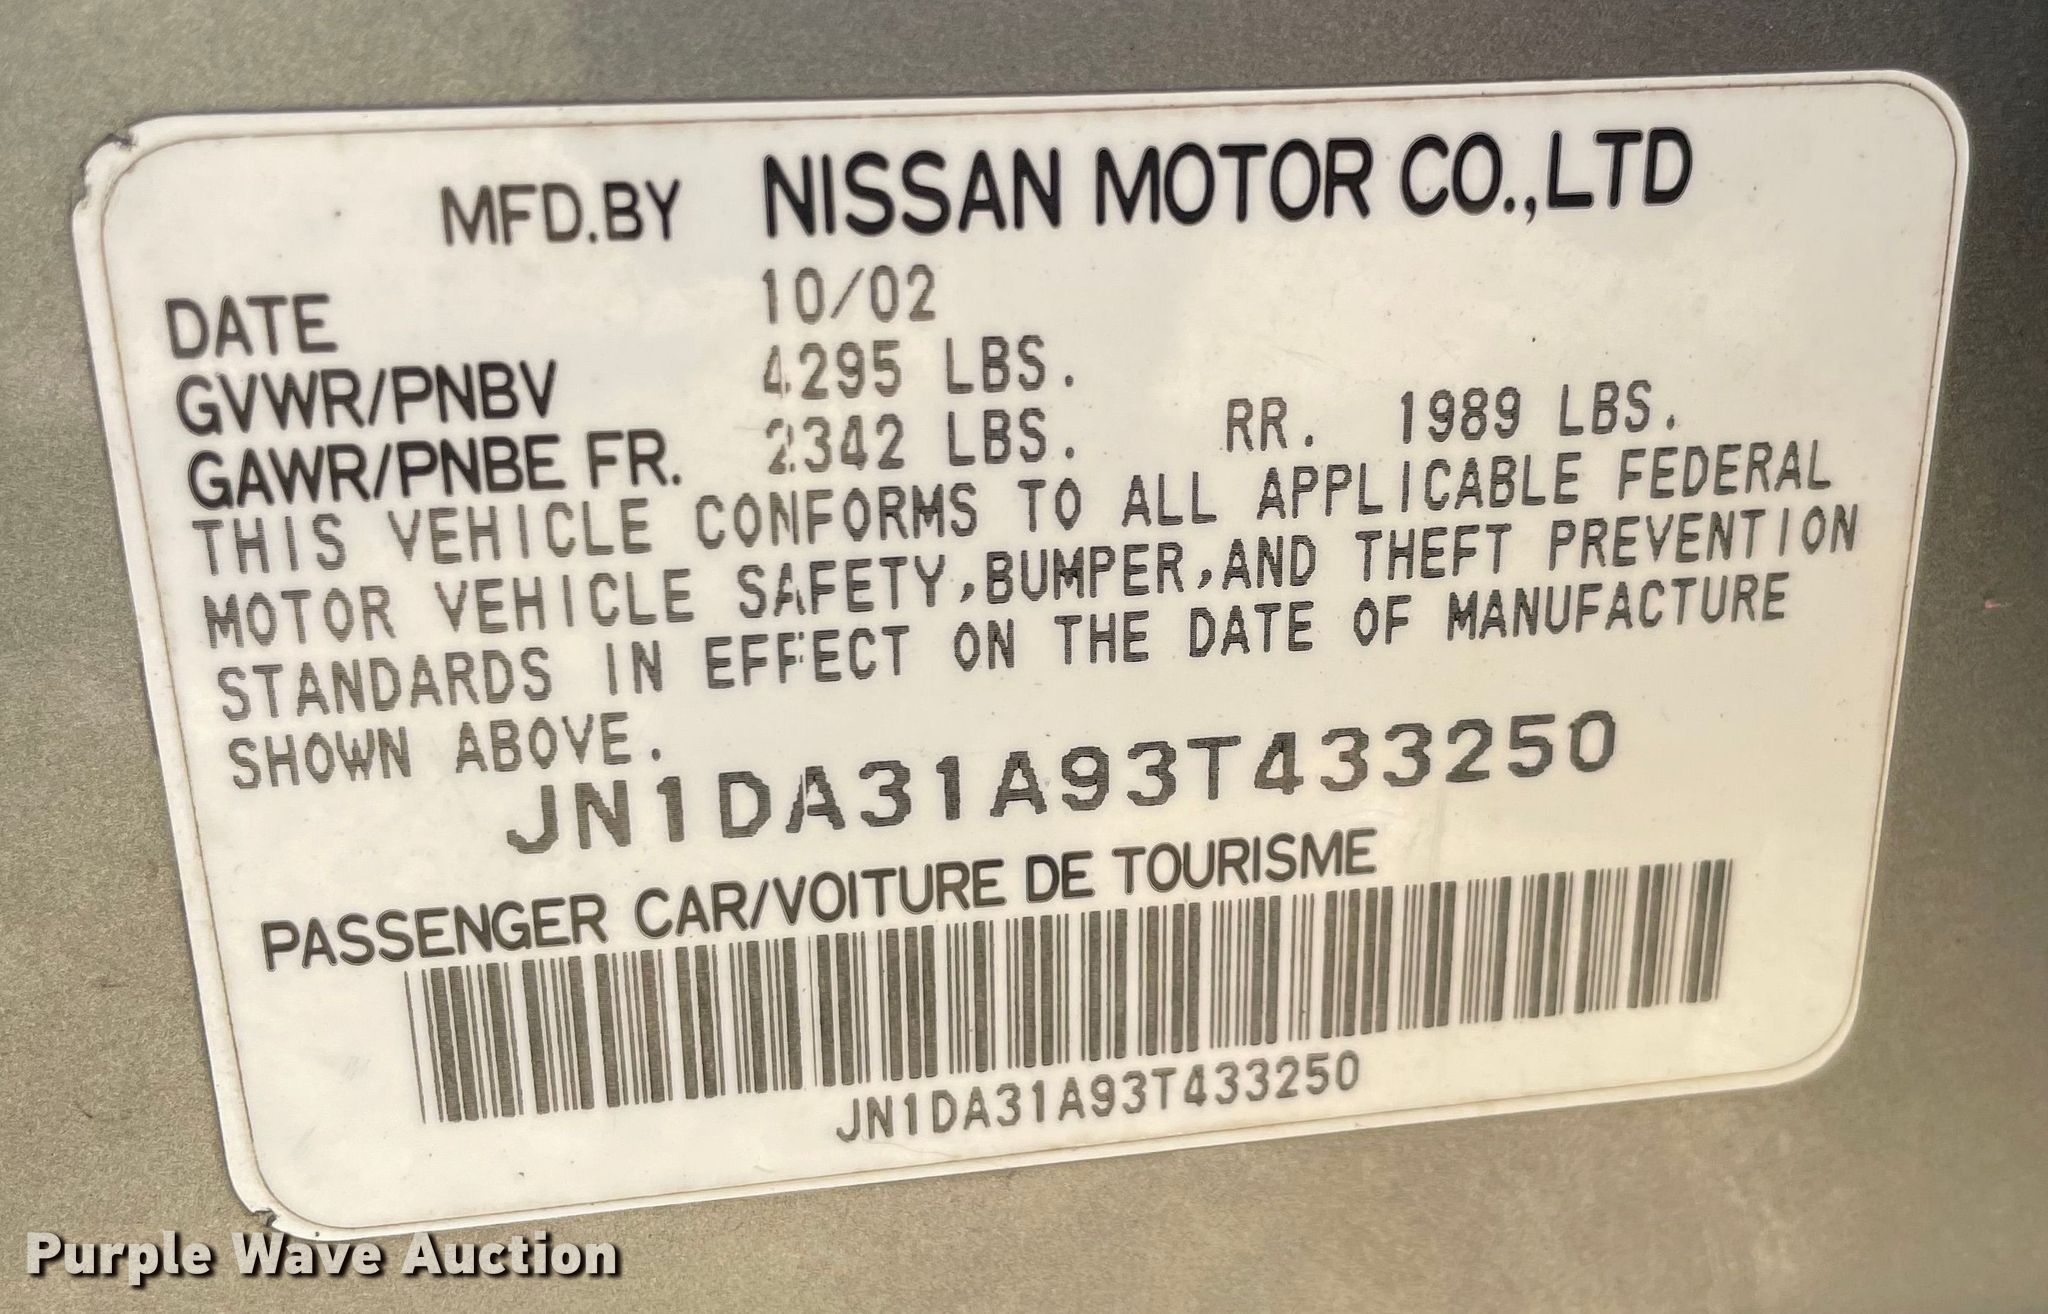 MFD.BY NISSAN MOTOR CO.,LTD
DATE 10/02
GVWR/PNBV 4295 LBS.
GAWR/PNBE FR. 2342 LBS. RR. 1989 LBS.
THIS VEHICLE CONFORMS TO ALL APPLICABLE FEDERAL
MOTOR VEHICLE SAFETY,BUMPER,AND THEFT PREVENTION
STANDARDS IN EFFECT ON THE DATE OF MANUFACTURE
SHOWN ABOVE.
JN1DA31A93T433250
PASSENGER CAR/VOITURE DE TOURISME
JN1DA31A93T433250
Purple Wave Auction